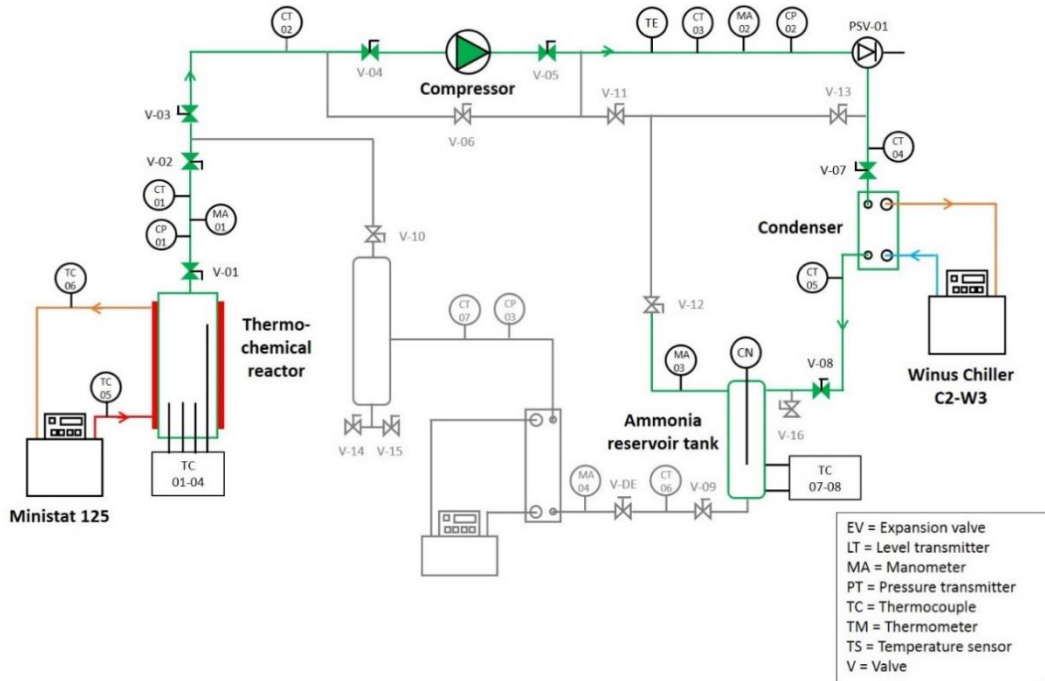 CT
02
TE
CT
03
MA
02
CP
02
PSV-01
V-04
Compressor
V-05
V-11
V-13
V-03
V-06
CT
04
V-02
V-07
CT
01
MA
01
CP
01
Condenser
V-10
V-01
TC
06
CT
05
CT
07
CP
03
V-12
Thermo-
chemical
reactor
MA
03
CN
V-08
TC
05
Winus Chiller
C2-W3
Ammonia
reservoir tank
V-16
V-14
V-15
TC
01-04
MA
04
V-DE
CT
06
V-09
TC
07-08
Ministat 125
EV = Expansion valve
LT = Level transmitter
MA = Manometer
PT = Pressure transmitter
TC = Thermocouple
TM = Thermometer
TS = Temperature sensor
V = Valve